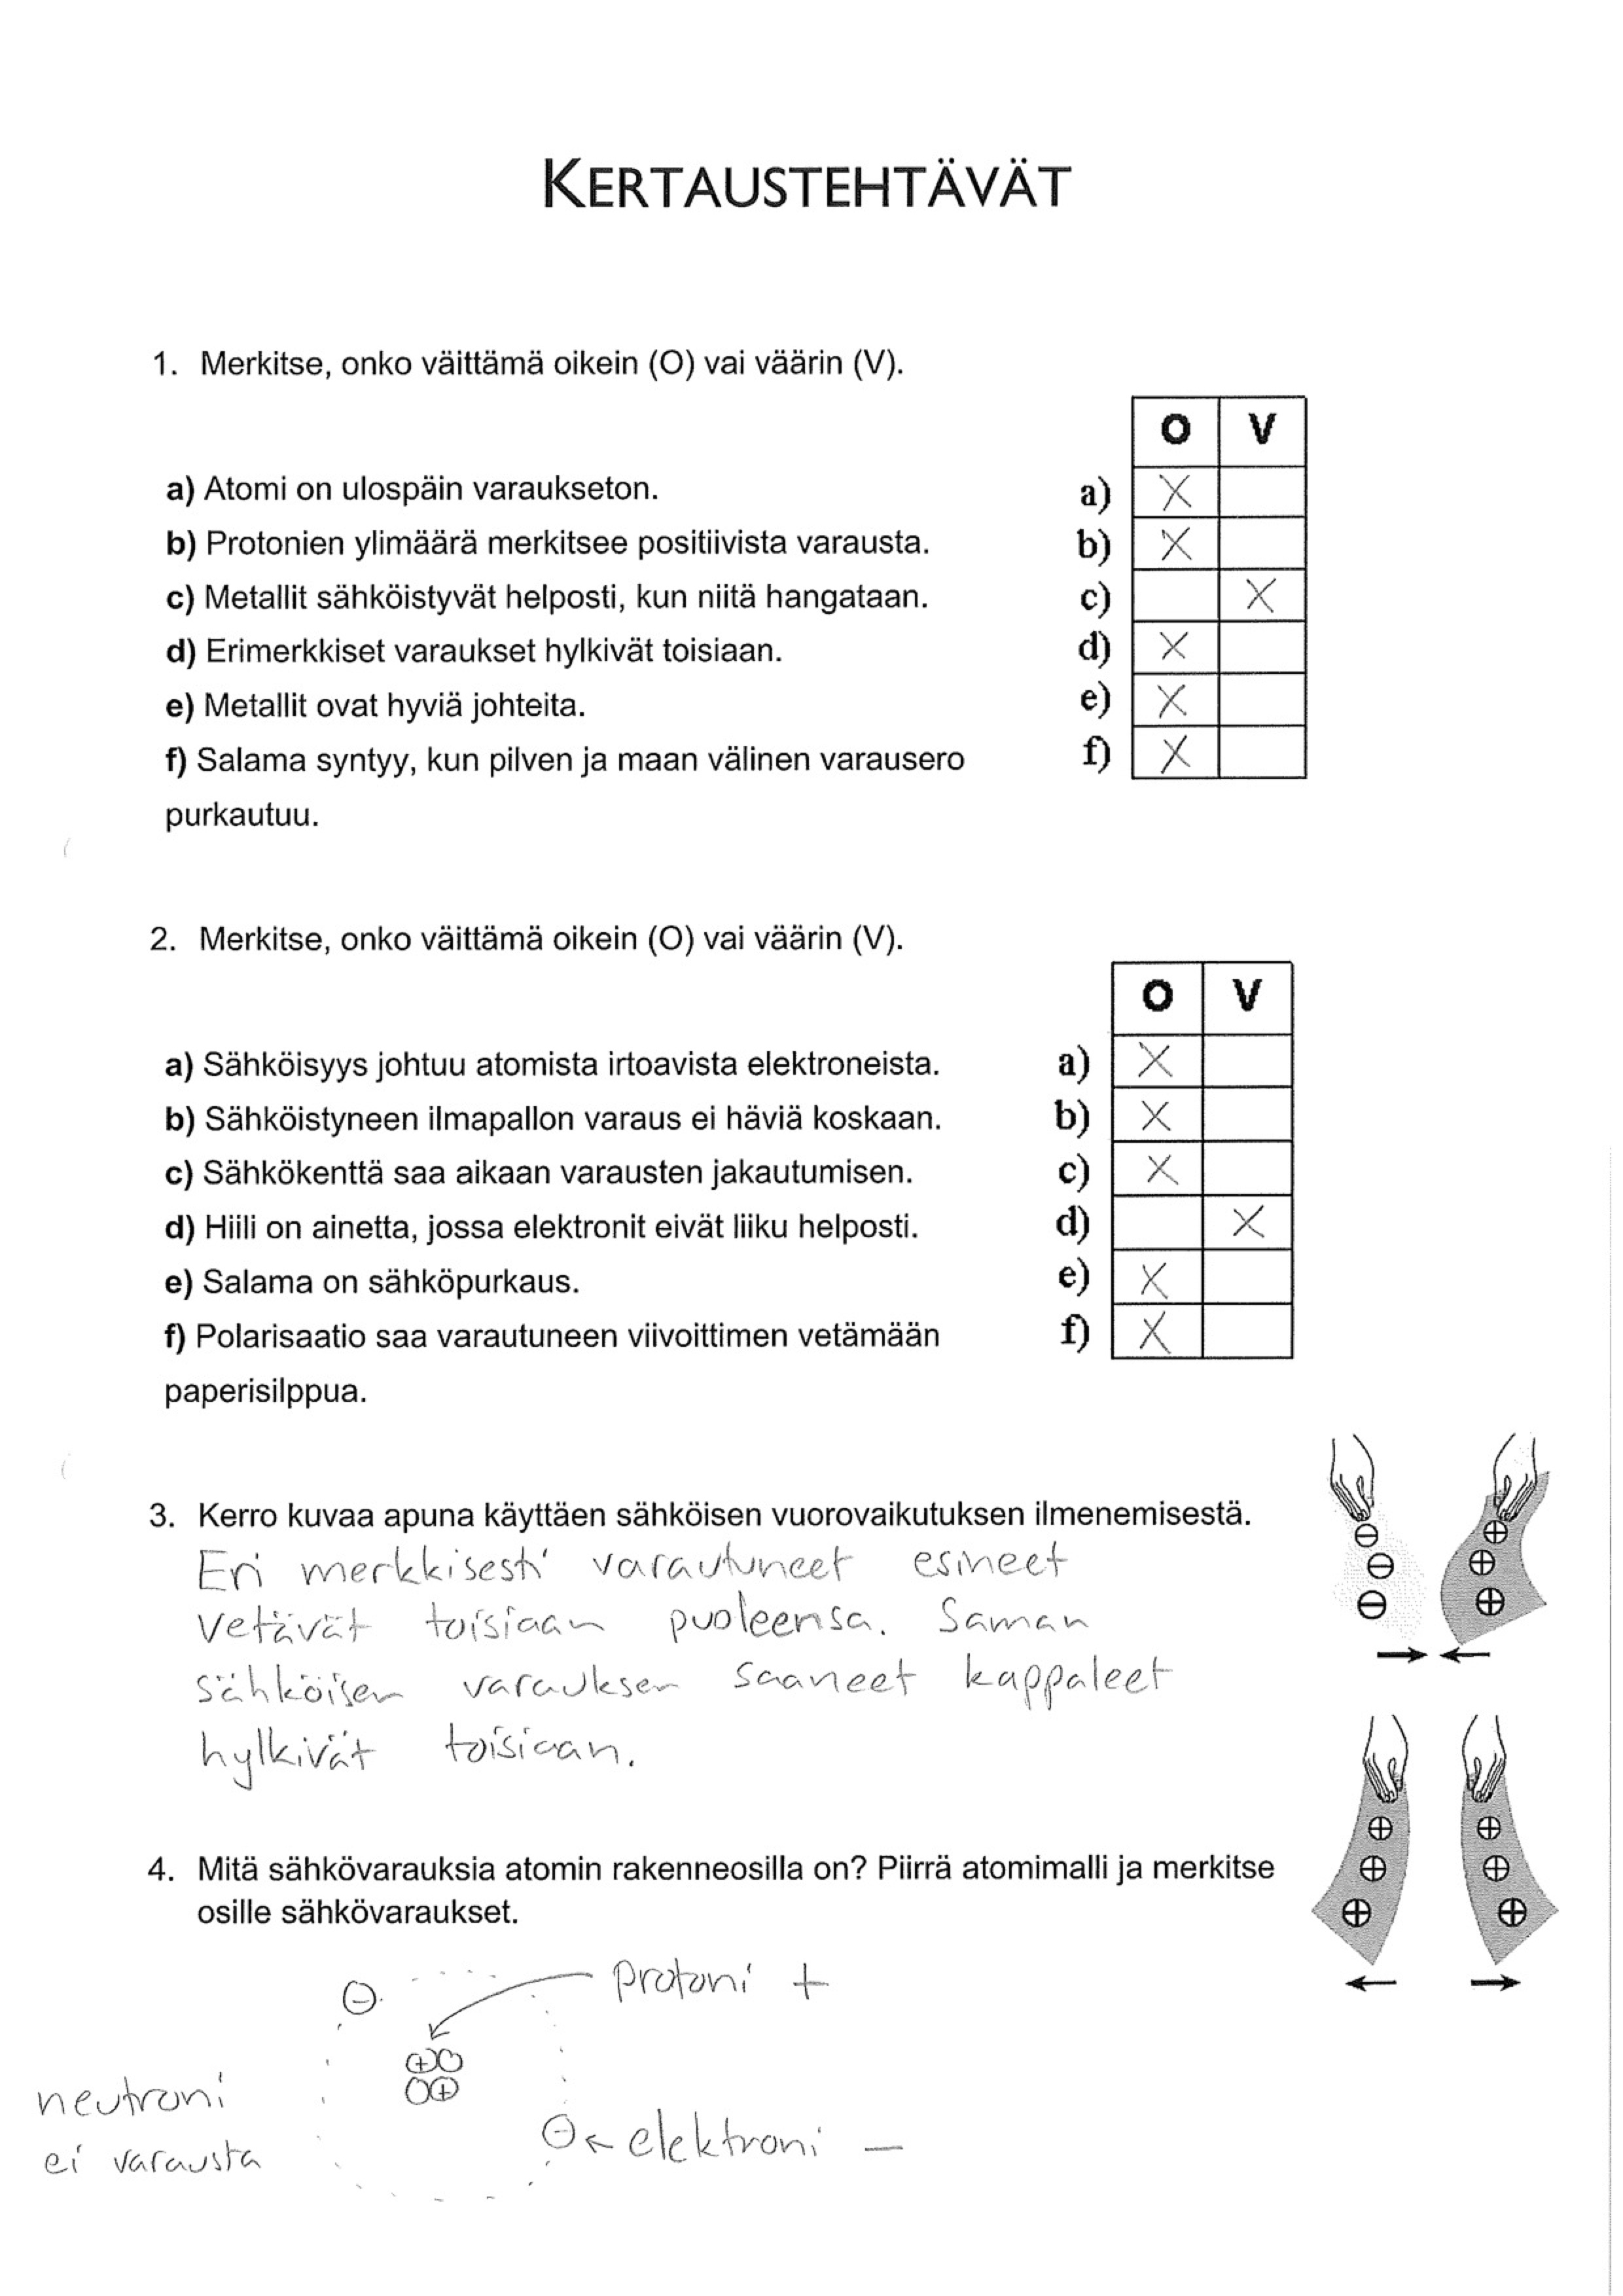 KERTAUSTEHTÄVÄT
1. Merkitse, onko väittämä oikein (O) vai väärin (V).
O V
a) Atomi on ulospäin varaukseton. a) X
b) Protonien ylimäärä merkitsee positiivista varausta. b) X
c) Metallit sähköistyvät helposti, kun niitä hangataan. c) X
d) Erimerkkiset varaukset hylkivät toisiaan. d) X
e) Metallit ovat hyviä johteita. e) X
f) Salama syntyy, kun pilven ja maan välinen varausero f) X
purkautuu.
2. Merkitse, onko väittämä oikein (O) vai väärin (V).
O V
a) Sähköisyys johtuu atomista irtoavista elektroneista. a) X
b) Sähköistyneen ilmapallon varaus ei häviä koskaan. b) X
c) Sähkökenttä saa aikaan varausten jakautumisen. c) X
d) Hiili on ainetta, jossa elektronit eivät liiku helposti. d) X
e) Salama on sähköpurkaus. e) X
f) Polarisaatio saa varautuneen viivoittimen vetämään f) X
paperisilppua.
3. Kerro kuvaa apuna käyttäen sähköisen vuorovaikutuksen ilmenemisestä.
Eri merkkisesti varautuneet esineet
vetävät toisiaan puoleensa. Saman
sähköisen varauksen saaneet kappaleet
hylkivät toisiaan.
4. Mitä sähkövarauksia atomin rakenneosilla on? Piirrä atomimalli ja merkitse
osille sähkövaraukset.
protoni +
neutroni
ei varausta
elektroni –